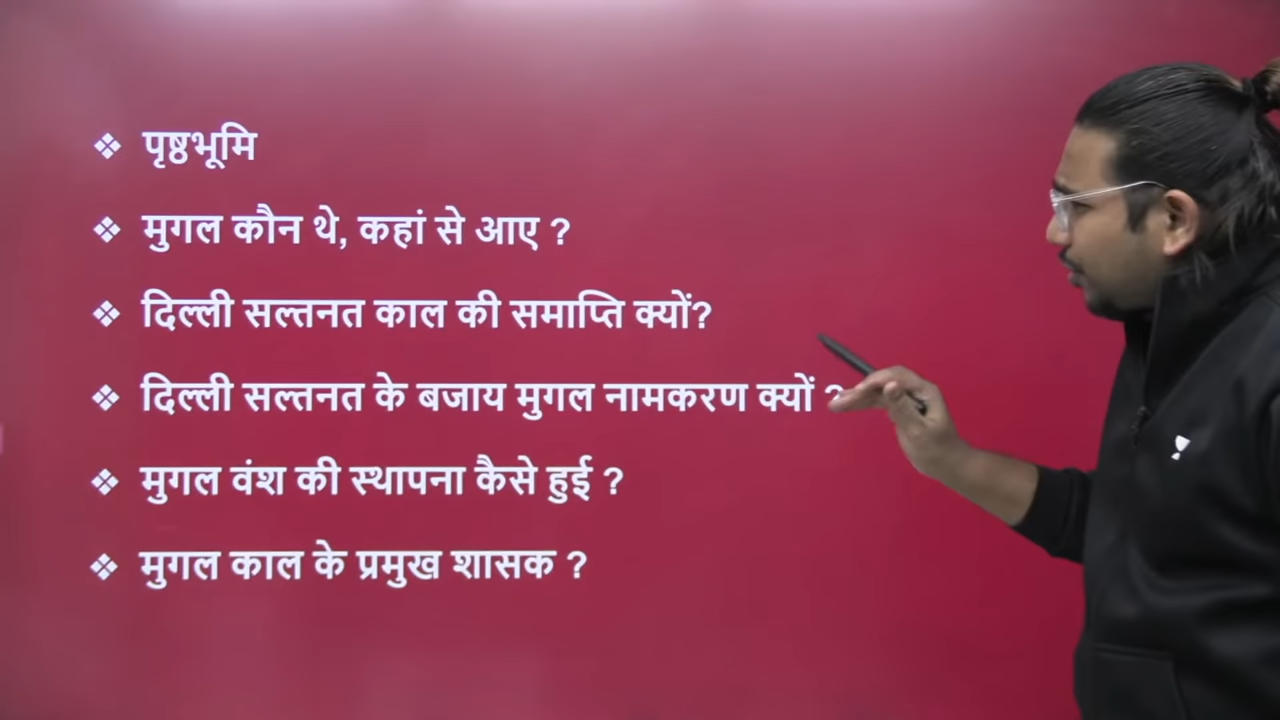 ❖ पृष्ठभूमि
❖ मुगल कौन थे, कहां से आए ?
❖ दिल्ली सल्तनत काल की समाप्ति क्यों?
❖ दिल्ली सल्तनत के बजाय मुगल नामकरण क्यों ?
❖ मुगल वंश की स्थापना कैसे हुई ?
❖ मुगल काल के प्रमुख शासक ?